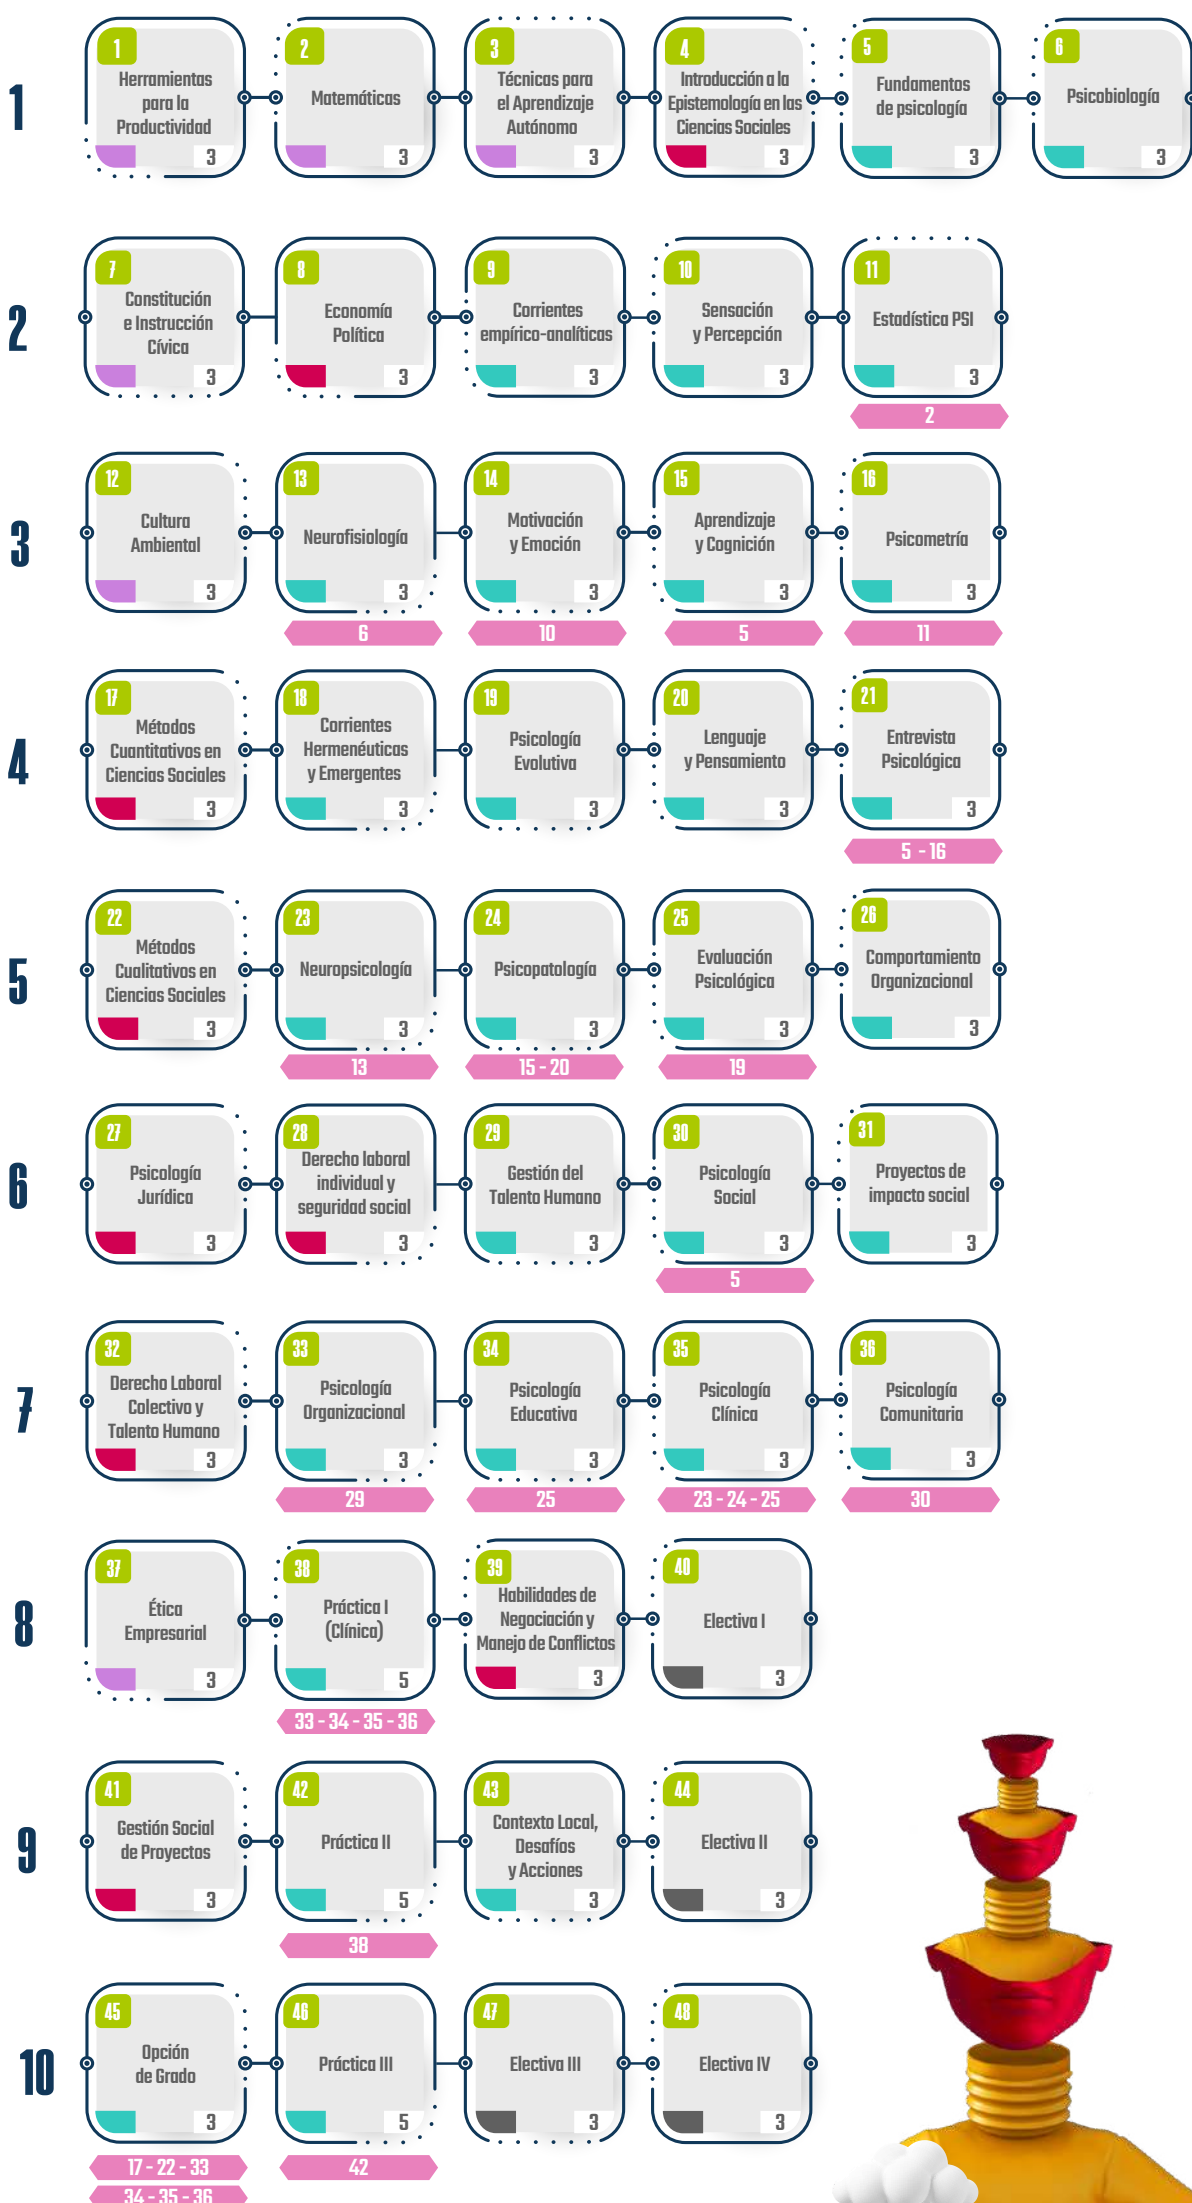 1
1
Herramientas
para la
Productividad
3
2
Matemáticas
3
3
Técnicas para
el Aprendizaje
Autónomo
3
4
Introducción a la
Epistemología en las
Ciencias Sociales
3
5
Fundamentos
de psicología
3
6
Psicobiología
3
2
7
Constitución
e Instrucción
Cívica
3
8
Economía
Política
3
9
Corrientes
empírico-analíticas
3
10
Sensación
y Percepción
3
11
Estadística PSI
3
2
3
12
Cultura
Ambiental
3
13
Neurofisiología
3
6
14
Motivación
y Emoción
3
10
15
Aprendizaje
y Cognición
3
5
16
Psicometría
3
11
4
17
Métodos
Cuantitativos en
Ciencias Sociales
3
18
Corrientes
Hermenéuticas
y Emergentes
3
19
Psicología
Evolutiva
3
20
Lenguaje
y Pensamiento
3
21
Entrevista
Psicológica
3
5 - 16
5
22
Métodos
Cualitativos en
Ciencias Sociales
3
23
Neuropsicología
3
13
24
Psicopatología
3
15 - 20
25
Evaluación
Psicológica
3
19
26
Comportamiento
Organizacional
3
6
27
Psicología
Jurídica
3
28
Derecho laboral
individual y
seguridad social
3
29
Gestión del
Talento Humano
3
30
Psicología
Social
3
5
31
Proyectos de
impacto social
3
7
32
Derecho Laboral
Colectivo y
Talento Humano
3
33
Psicología
Organizacional
3
29
34
Psicología
Educativa
3
25
35
Psicología
Clínica
3
23 - 24 - 25
36
Psicología
Comunitaria
3
30
8
37
Ética
Empresarial
3
38
Práctica I
(Clínica)
5
33 - 34 - 35 - 36
39
Habilidades de
Negociación y
Manejo de Conflictos
3
40
Electiva I
3
9
41
Gestión Social
de Proyectos
3
42
Práctica II
5
38
43
Contexto Local,
Desafíos
y Acciones
3
44
Electiva II
3
10
45
Opción
de Grado
3
17 - 22 - 33
34 - 35 - 36
46
Práctica III
5
42
47
Electiva III
3
48
Electiva IV
3